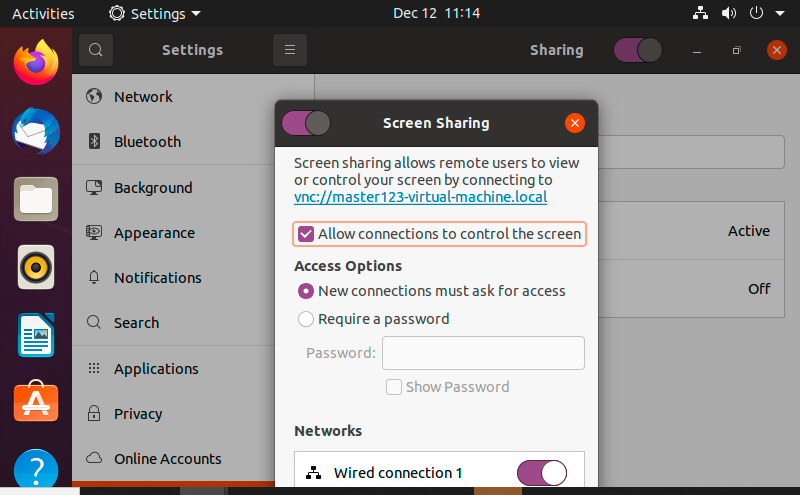 Activities
Settings
Dec 12 11:14
Settings
Sharing
Network
Bluetooth
Background
Appearance
Notifications
Search
Applications
Privacy
Online Accounts
Active
Off
Screen Sharing
Screen sharing allows remote users to view
or control your screen by connecting to
vnc://master123-virtual-machine.local
Allow connections to control the screen
Access Options
New connections must ask for access
Require a password
Password:
Show Password
Networks
Wired connection 1